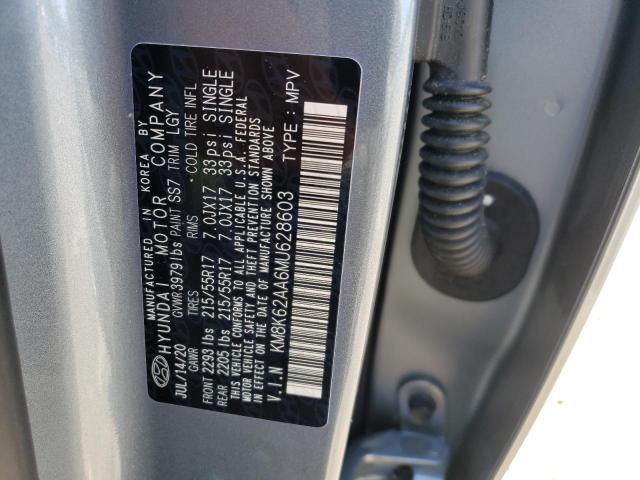 MANUFACTURED IN KOREA BY
HYUNDAI MOTOR COMPANY
JUL/14/20 GVWR 3979lbs PAINT SS7 TRIM LGY
GAWR TIRES RIMS COLD TIRE INFL
FRONT 2293 lbs 215/55R17 7.0JX17 33psi SINGLE
REAR 2205 lbs 215/55R17 7.0JX17 33psi SINGLE
THIS VEHICLE CONFORMS TO ALL APPLICABLE U.S.A. FEDERAL
MOTOR VEHICLE SAFETY AND THEFT PREVENTION STANDARDS
IN EFFECT ON THE DATE OF MANUFACTURE SHOWN ABOVE
V.I.N KM8K62AA6MU628603 TYPE : MPV